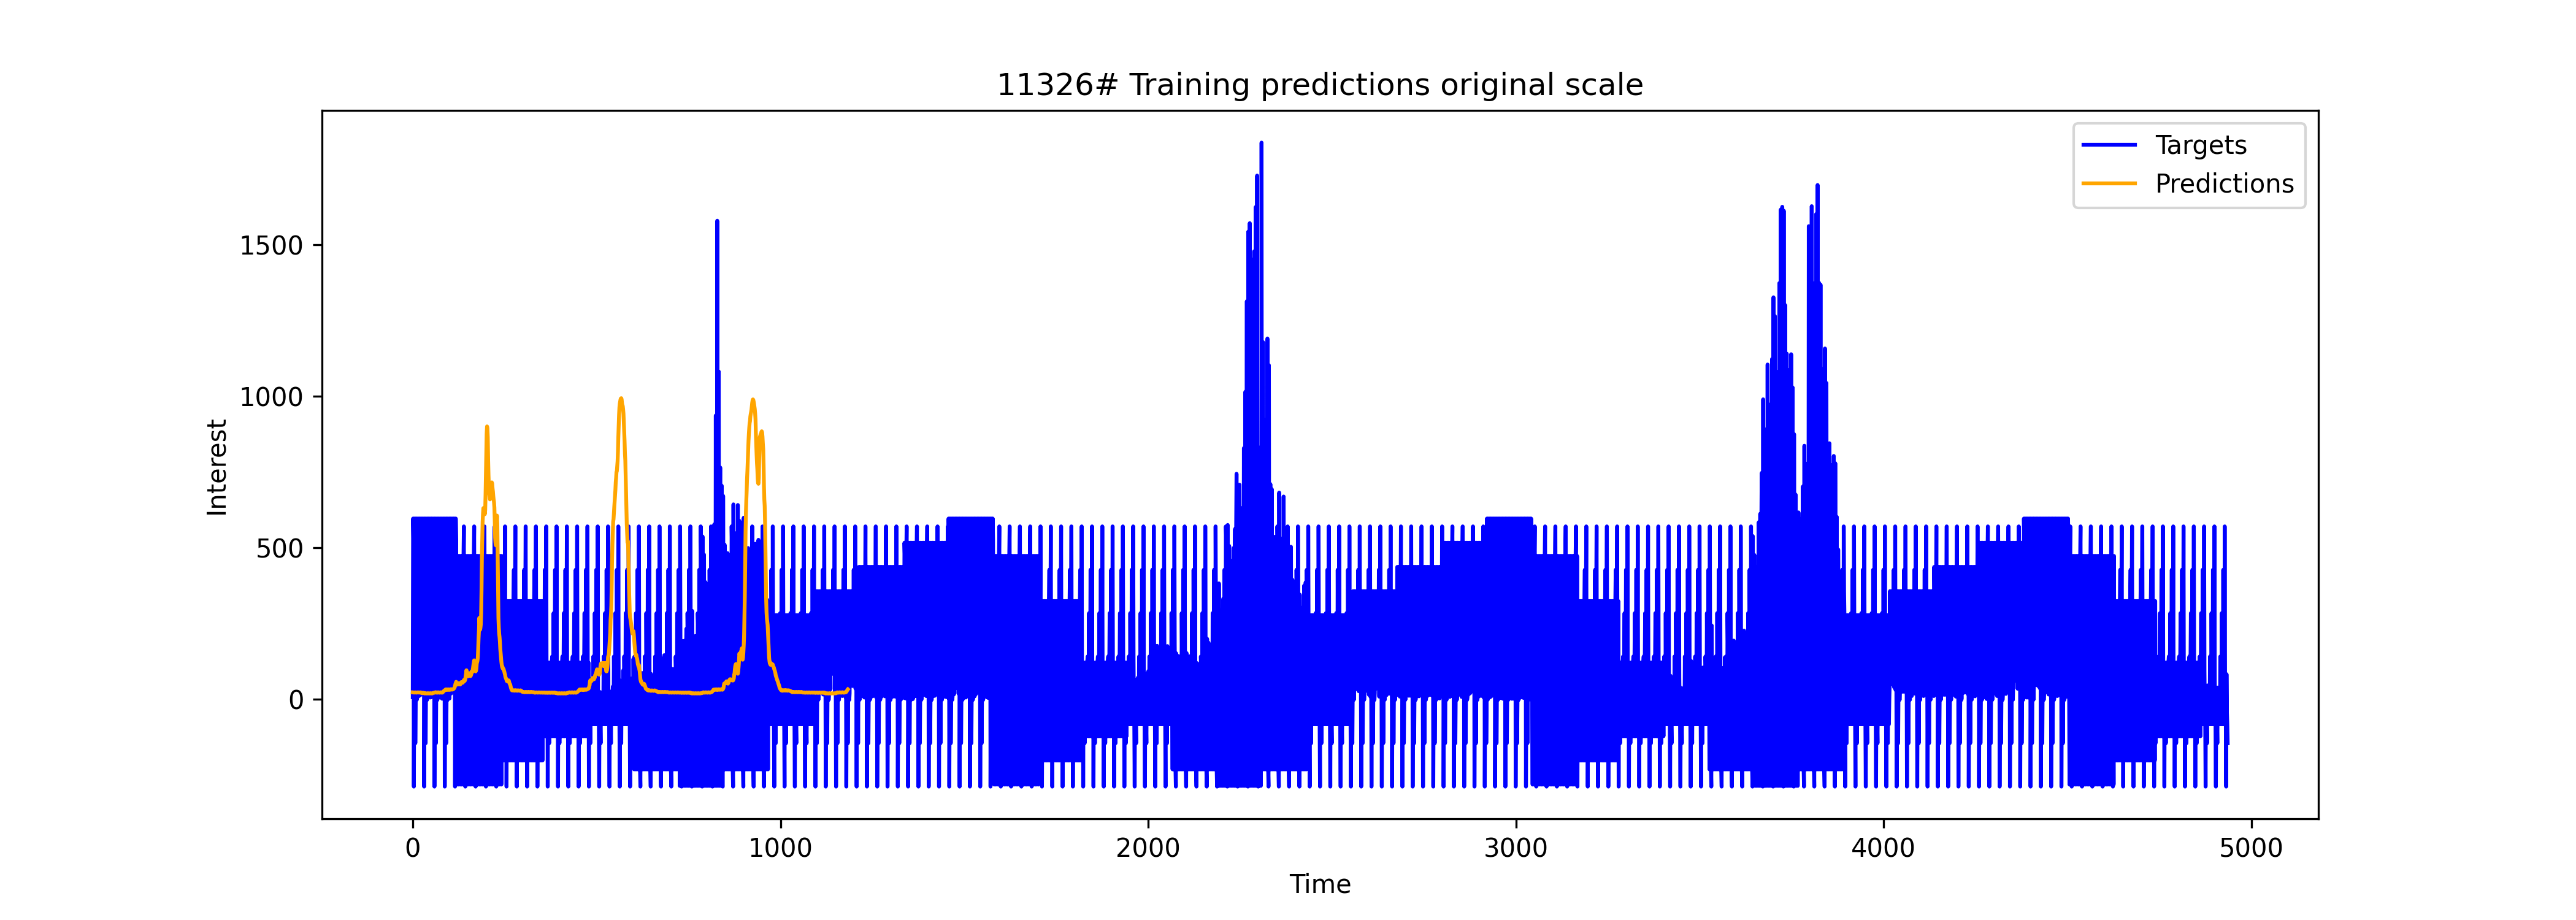 11326# Training predictions original scale
Targets
Predictions
Interest
1500
1000
500
0
0 1000 2000 3000 4000 5000
Time